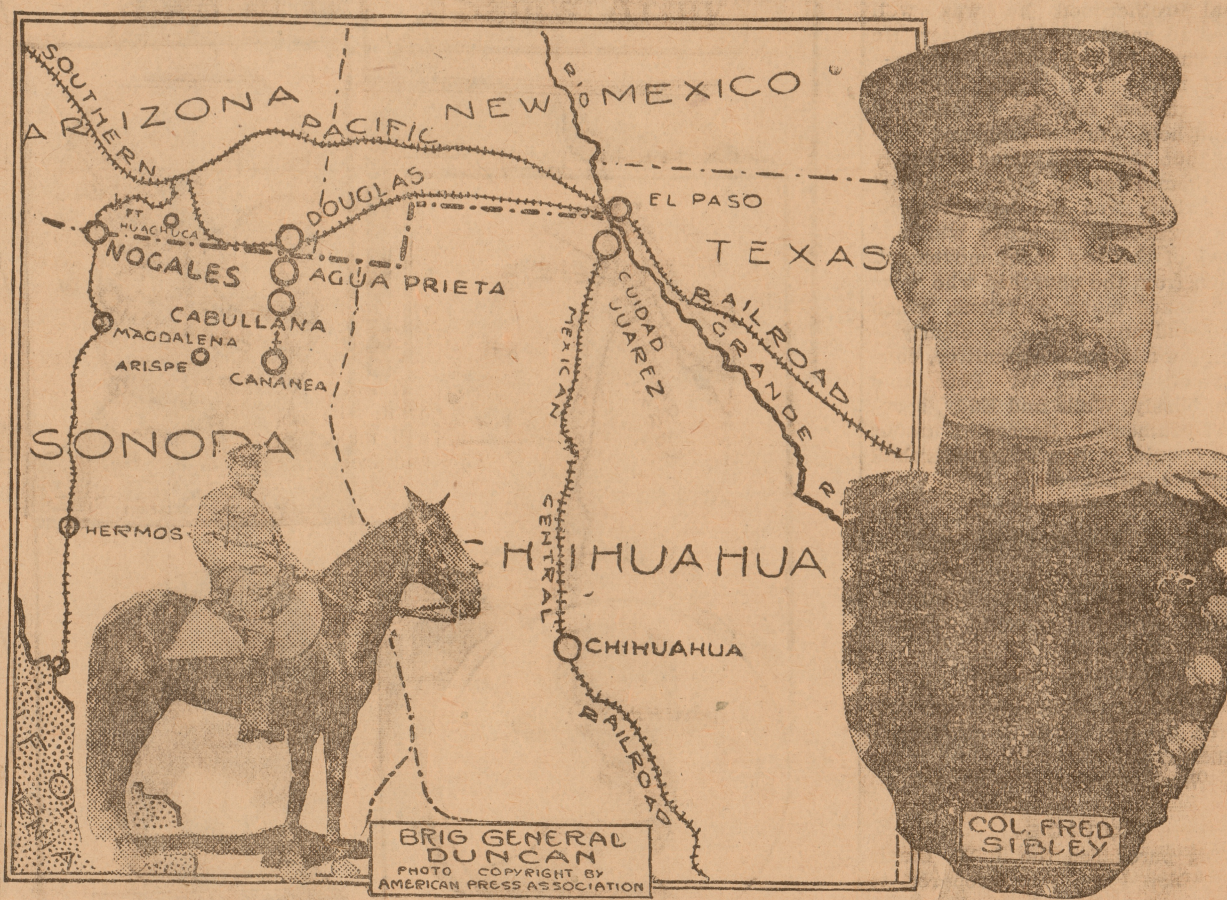 SOUTHERN
ARIZONA
PACIFIC
NEW MEXICO
RIO
DOUGLAS
FT
HUACHUCA
EL PASO
NOGALES
TEXAS
AGUA PRIETA
CABULLANA
CUIDAD
JUAREZ
RAILROAD
GRANDE
R
MAGDALENA
ARISPE
CANANEA
MEXICAN
CENTRAL
RAILROAD
SONORA
HERMOS
CHIHUAHUA
CHIHUAHUA
BRIG GENERAL
DUNCAN
PHOTO COPYRIGHT BY
AMERICAN PRESS ASSOCIATION
COL. FRED
SIBLEY